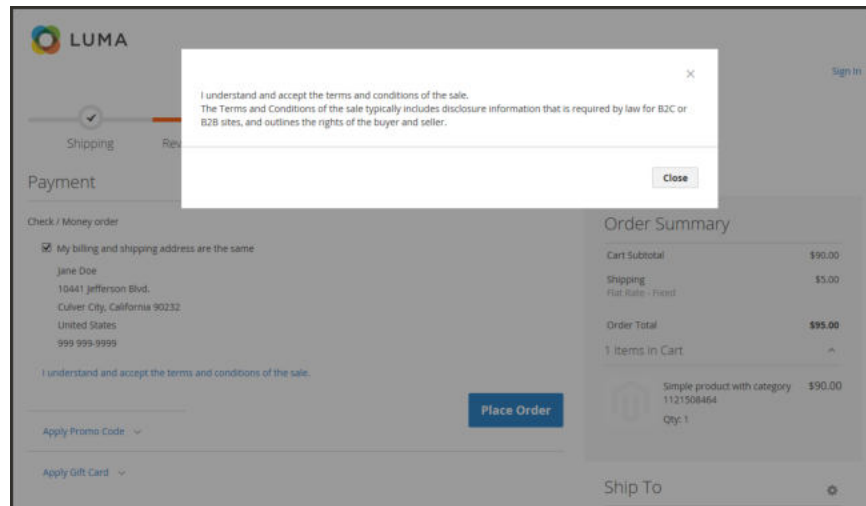 LUMA
×
Sign In
I understand and accept the terms and conditions of the sale.
The Terms and Conditions of the sale typically includes disclosure information that is required by law for B2C or
B2B sites, and outlines the rights of the buyer and seller.
Close
Shipping
Rev
Payment
Check / Money order
My billing and shipping address are the same
Jane Doe
10441 Jefferson Blvd.
Culver City, California 90232
United States
999 999-9999
I understand and accept the terms and conditions of the sale.
Place Order
Apply Promo Code
Apply Gift Card
Order Summary
Cart Subtotal $90.00
Shipping $5.00
Flat Rate - Fixed
Order Total $95.00
1 Items in Cart
Simple product with category $90.00
1121508464
Qty: 1
Ship To